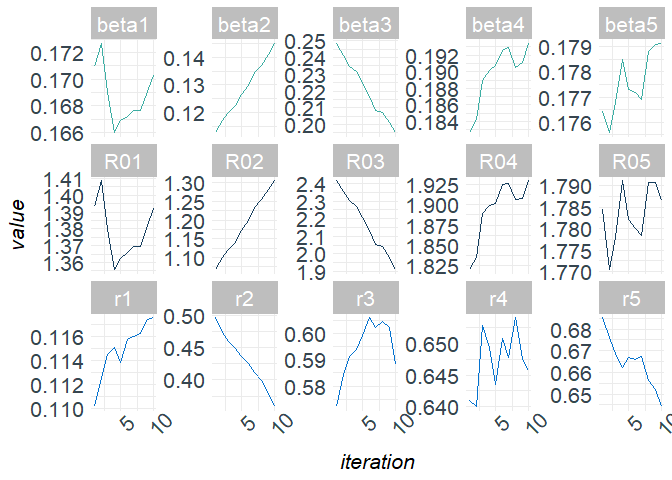 beta1 beta2 beta3 beta4 beta5
0.172 0.170 0.168 0.166
0.14 0.13 0.12
0.25 0.24 0.23 0.22 0.21 0.20
0.192 0.190 0.188 0.186 0.184
0.179 0.178 0.177 0.176
R01 R02 R03 R04 R05
1.41 1.40 1.39 1.38 1.37 1.36
1.30 1.25 1.20 1.15 1.10
2.4 2.3 2.2 2.1 2.0 1.9
1.925 1.900 1.875 1.850 1.825
1.790 1.785 1.780 1.775 1.770
value
r1 r2 r3 r4 r5
0.116 0.114 0.112 0.110
0.50 0.45 0.40
0.60 0.59 0.58
0.650 0.645 0.640
0.68 0.67 0.66 0.65
5 10 5 10 5 10 5 10 5 10
iteration